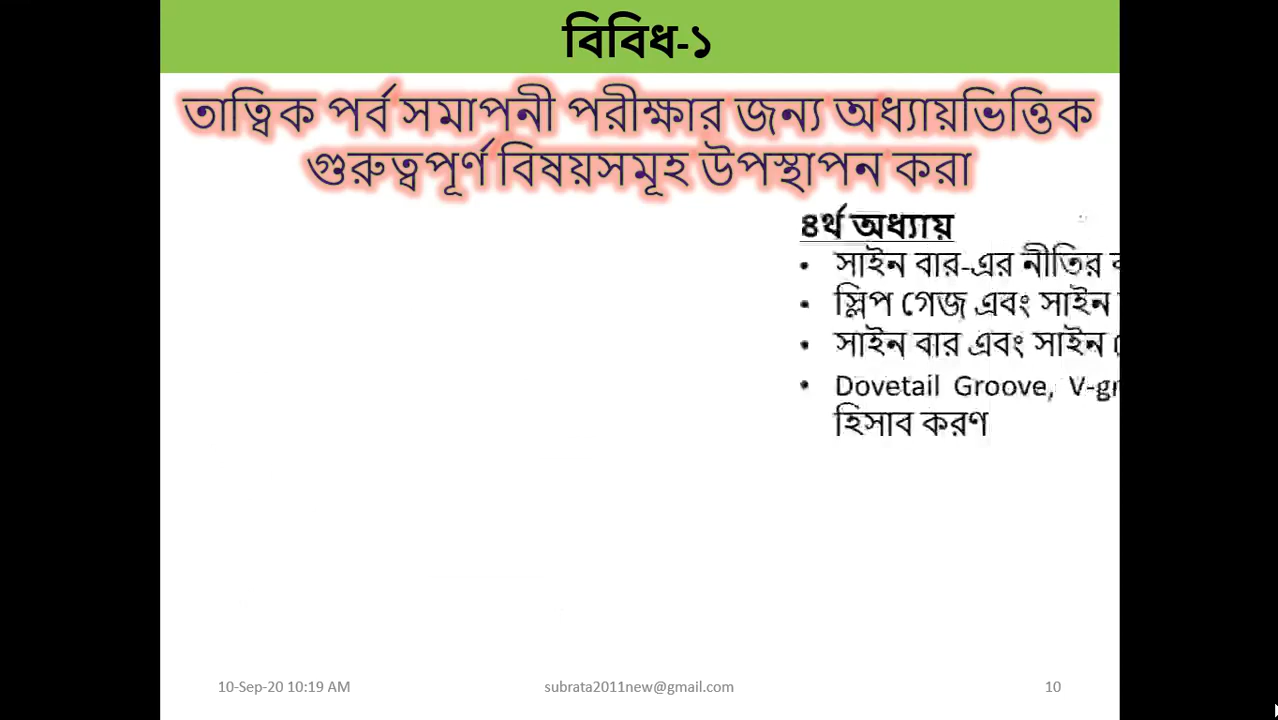 বিবিধ-১
তাত্বিক পর্ব সমাপনী পরীক্ষার জন্য অধ্যায়ভিত্তিক
গুরুত্বপূর্ণ বিষয়সমূহ উপস্থাপন করা
৪র্থ অধ্যায়
• সাইন বার-এর নীতির
• স্লিপ গেজ এবং সাইন
• সাইন বার এবং সাইন
• Dovetail Groove,
হিসাব করণ
10-Sep-20 10:19 AM
subrata2011new@gmail.com
10